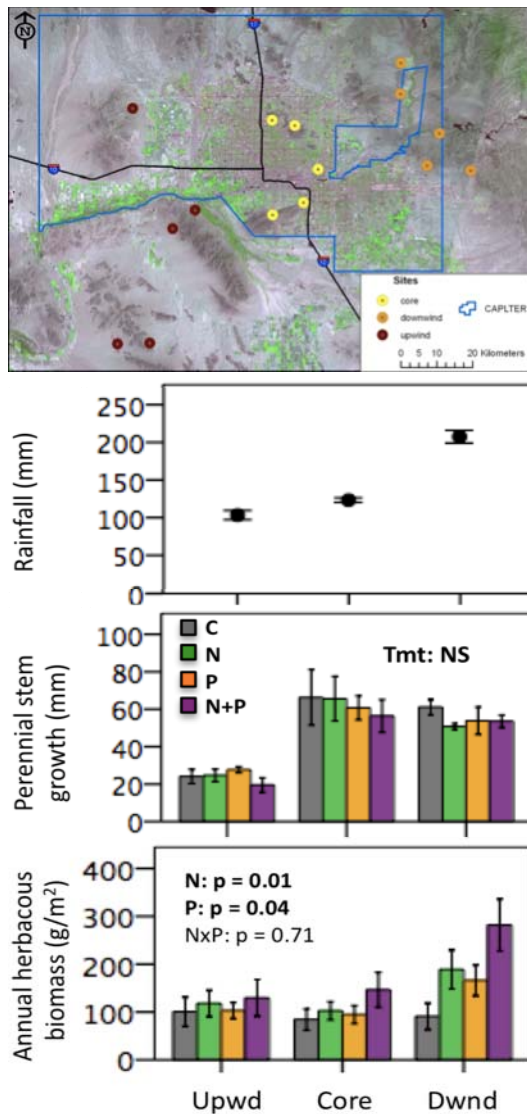 N
Sites
core
downwind
upwind
CAPLTER
0 5 10 20 Kilometers
Rainfall (mm)
250
200
150
100
50
0
Perennial stem
growth (mm)
100
80
60
40
20
0
C
N
P
N+P
Tmt: NS
Annual herbacous
biomass (g/m²)
400
300
200
100
0
N: p = 0.01
P: p = 0.04
NxP: p = 0.71
Upwd Core Dwnd